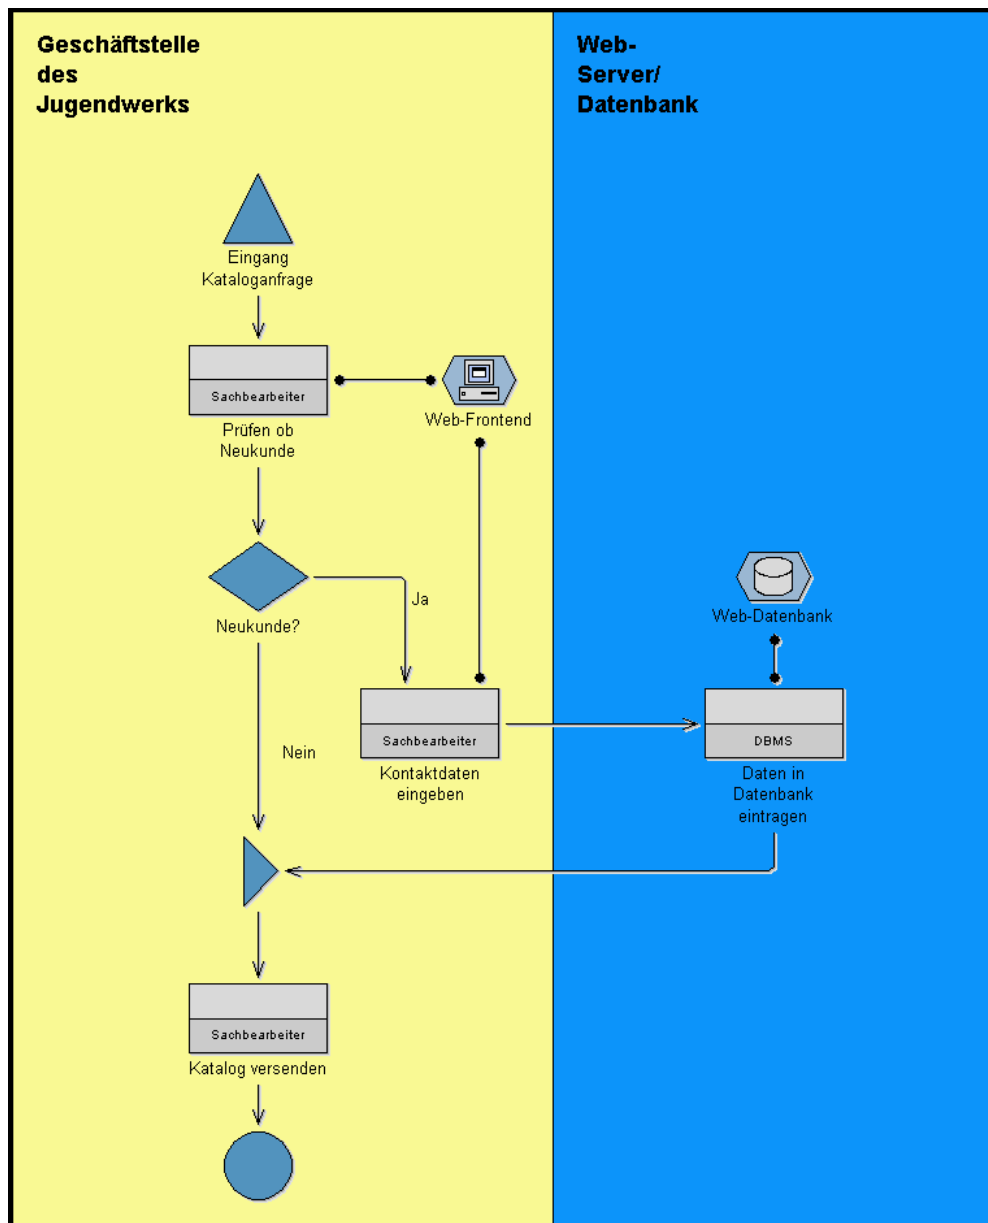 Geschäftstelle
des
Jugendwerks
Web-
Server/
Datenbank
Eingang
Kataloganfrage
Sachbearbeiter
Prüfen ob
Neukunde
Web-Frontend
Neukunde?
Ja
Web-Datenbank
Nein
Sachbearbeiter
Kontaktdaten
eingeben
DBMS
Daten in
Datenbank
eintragen
Sachbearbeiter
Katalog versenden